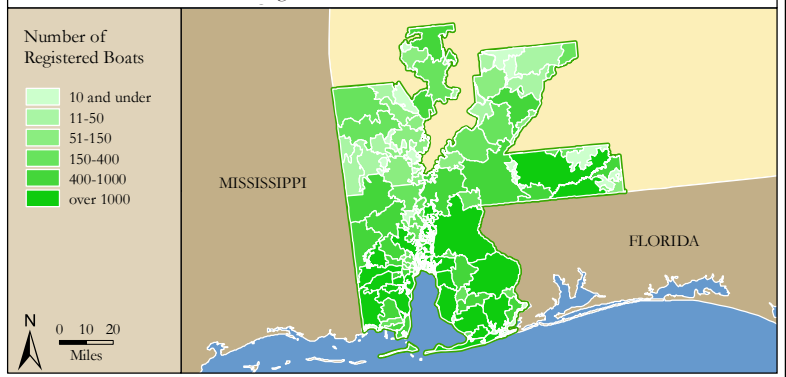 Number of
Registered Boats
10 and under
11-50
51-150
150-400
400-1000
over 1000
MISSISSIPPI
FLORIDA
N
0 10 20
Miles